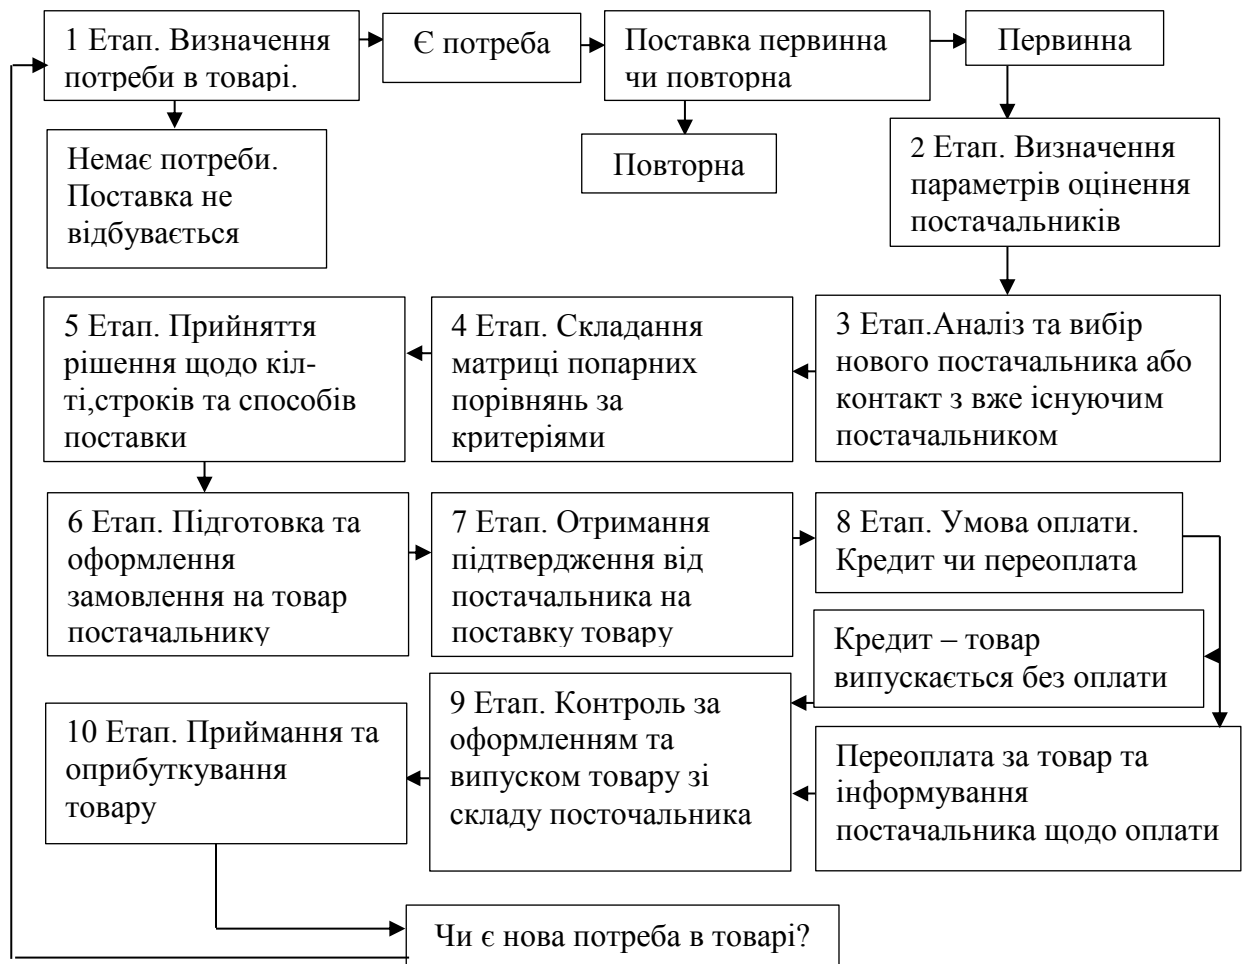 1 Етап. Визначення
потреби в товарі.
Є потреба
Поставка первинна
чи повторна
Первинна
Немає потреби.
Поставка не
відбувається
Повторна
2 Етап. Визначення
параметрів оцінення
постачальників
5 Етап. Прийняття
рішення щодо кіл-
ті,строків та способів
поставки
4 Етап. Складання
матриці попарних
порівнянь за
критеріями
3 Етап.Аналіз та вибір
нового постачальника або
контакт з вже існуючим
постачальником
6 Етап. Підготовка та
оформлення
замовлення на товар
постачальнику
7 Етап. Отримання
підтвердження від
постачальника на
поставку товару
8 Етап. Умова оплати.
Кредит чи переоплата
Кредит – товар
випускається без оплати
10 Етап. Приймання та
оприбуткування
товару
9 Етап. Контроль за
оформленням та
випуском товару зі
складу посточальника
Переоплата за товар та
інформування
постачальника щодо оплати
Чи є нова потреба в товарі?